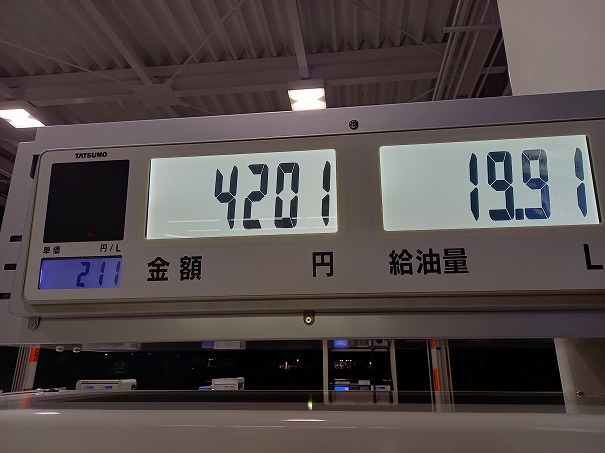 TATSUNO
4201
19.91
単価 円/L
211
金額 円
給油量 L